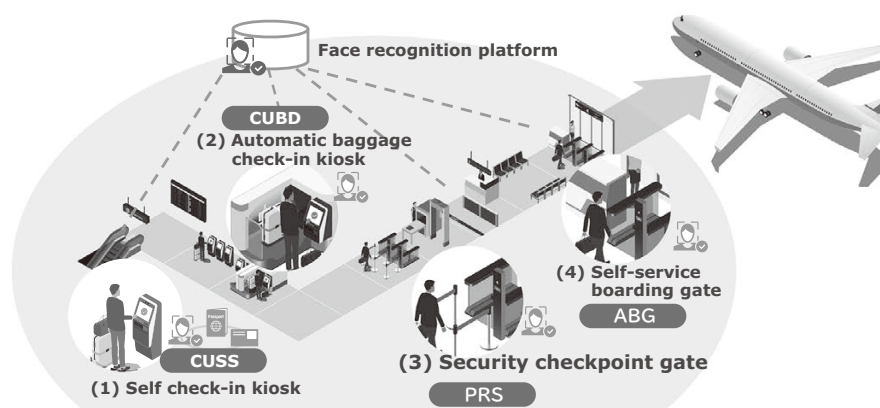 Face recognition platform
CUBD
(2) Automatic baggage
check-in kiosk
(4) Self-service
boarding gate
ABG
Passport
CUSS
(1) Self check-in kiosk
(3) Security checkpoint gate
PRS